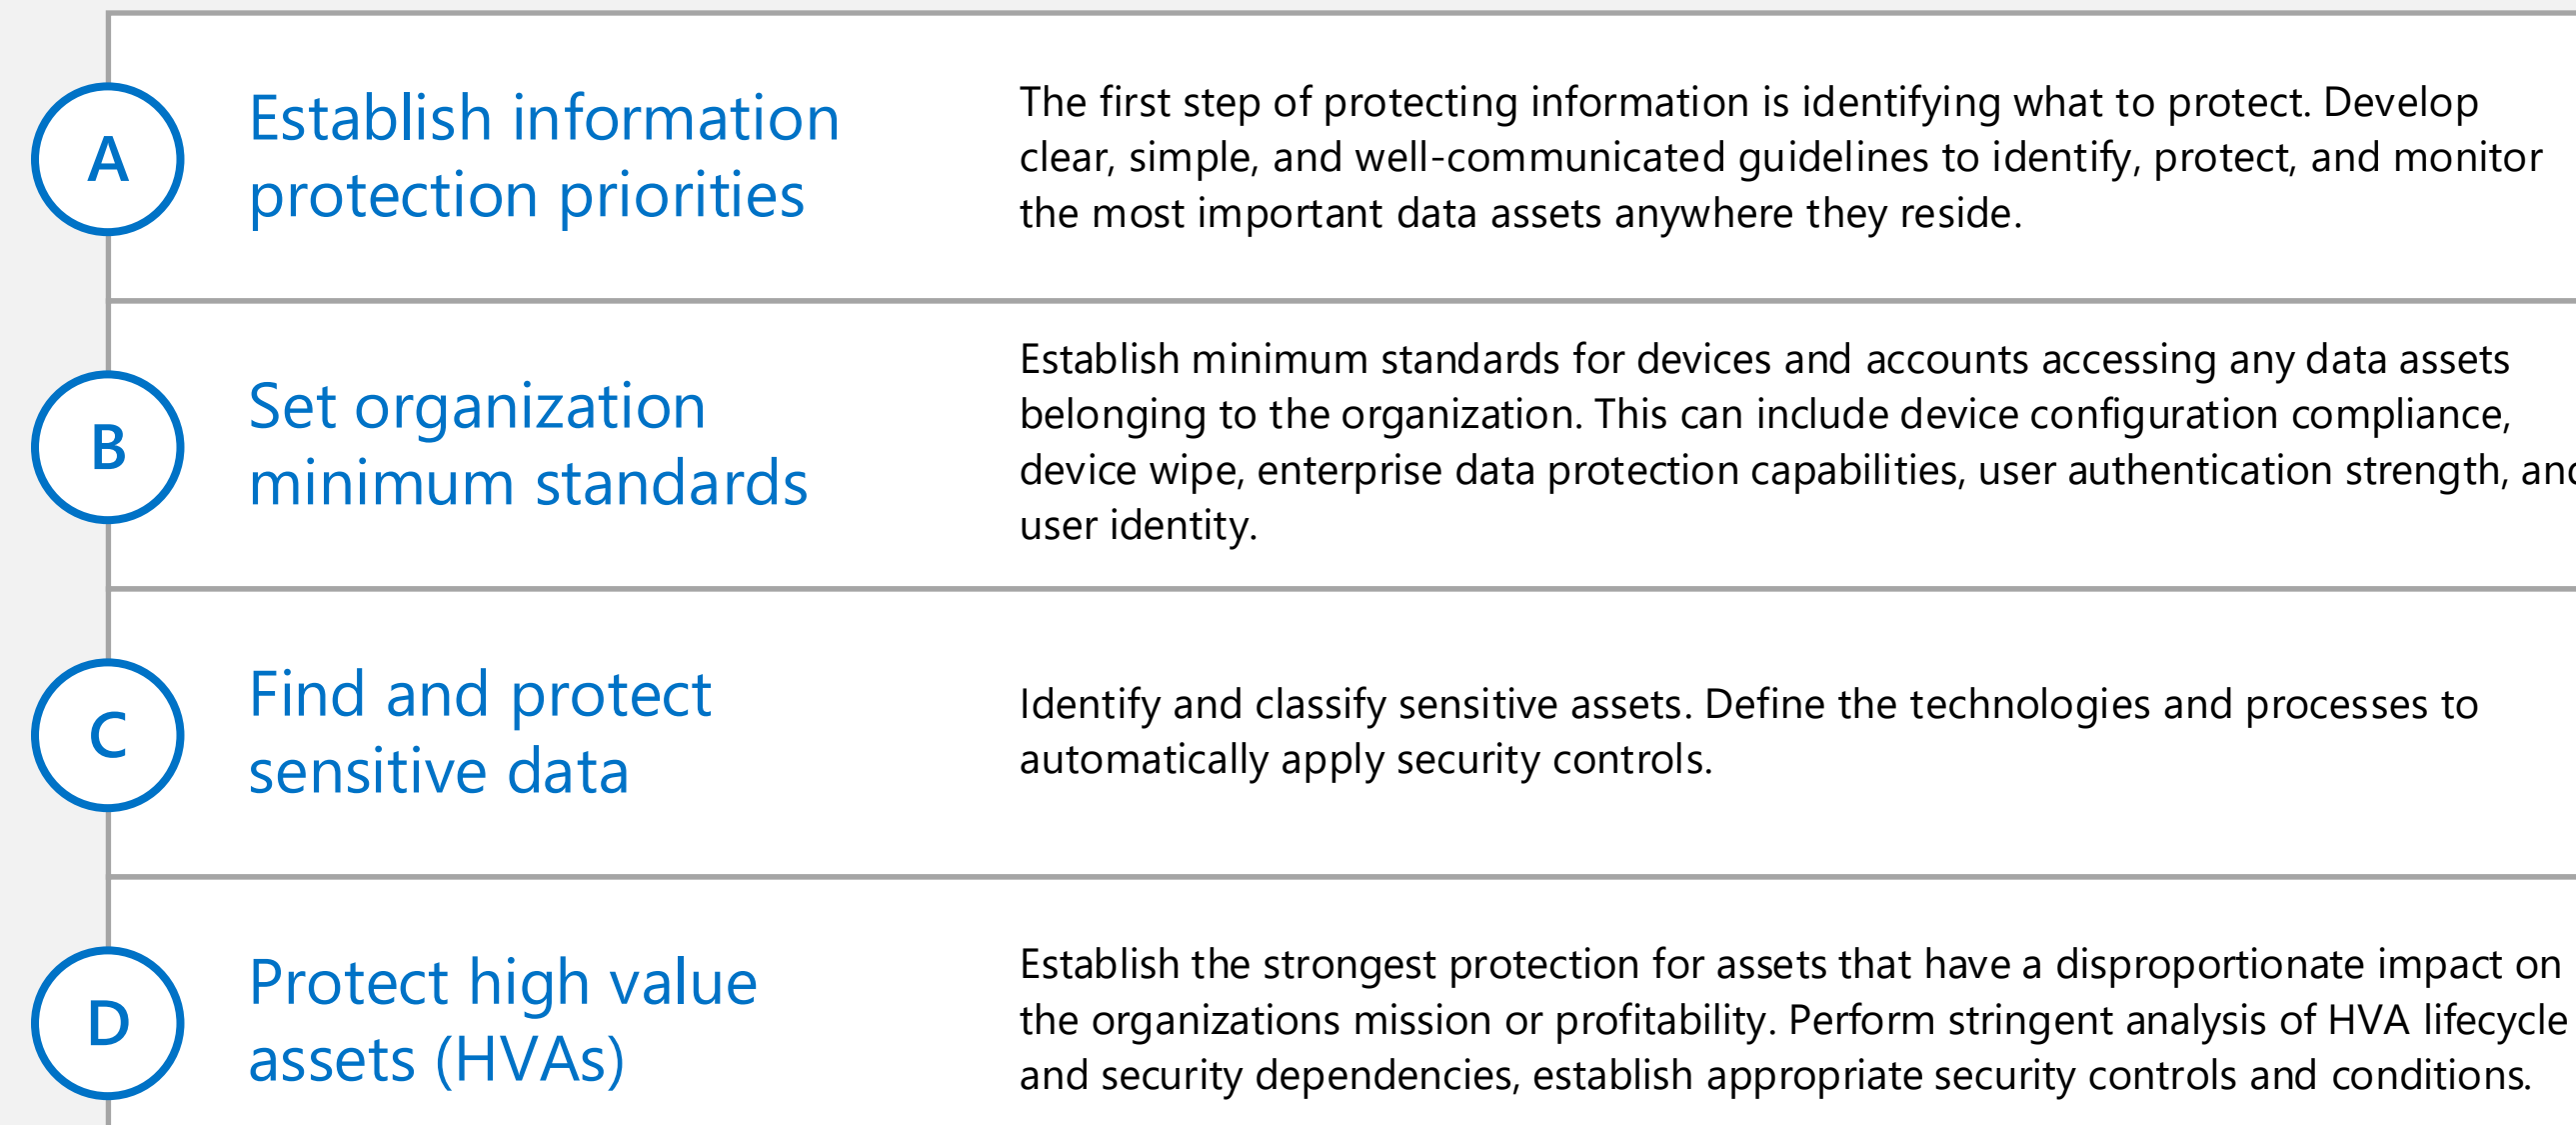 A
Establish information
protection priorities
The first step of protecting information is identifying what to protect. Develop
clear, simple, and well-communicated guidelines to identify, protect, and monitor
the most important data assets anywhere they reside.
B
Set organization
minimum standards
Establish minimum standards for devices and accounts accessing any data assets
belonging to the organization. This can include device configuration compliance,
device wipe, enterprise data protection capabilities, user authentication strength, and
user identity.
C
Find and protect
sensitive data
Identify and classify sensitive assets. Define the technologies and processes to
automatically apply security controls.
D
Protect high value
assets (HVAs)
Establish the strongest protection for assets that have a disproportionate impact on
the organizations mission or profitability. Perform stringent analysis of HVA lifecycle
and security dependencies, establish appropriate security controls and conditions.